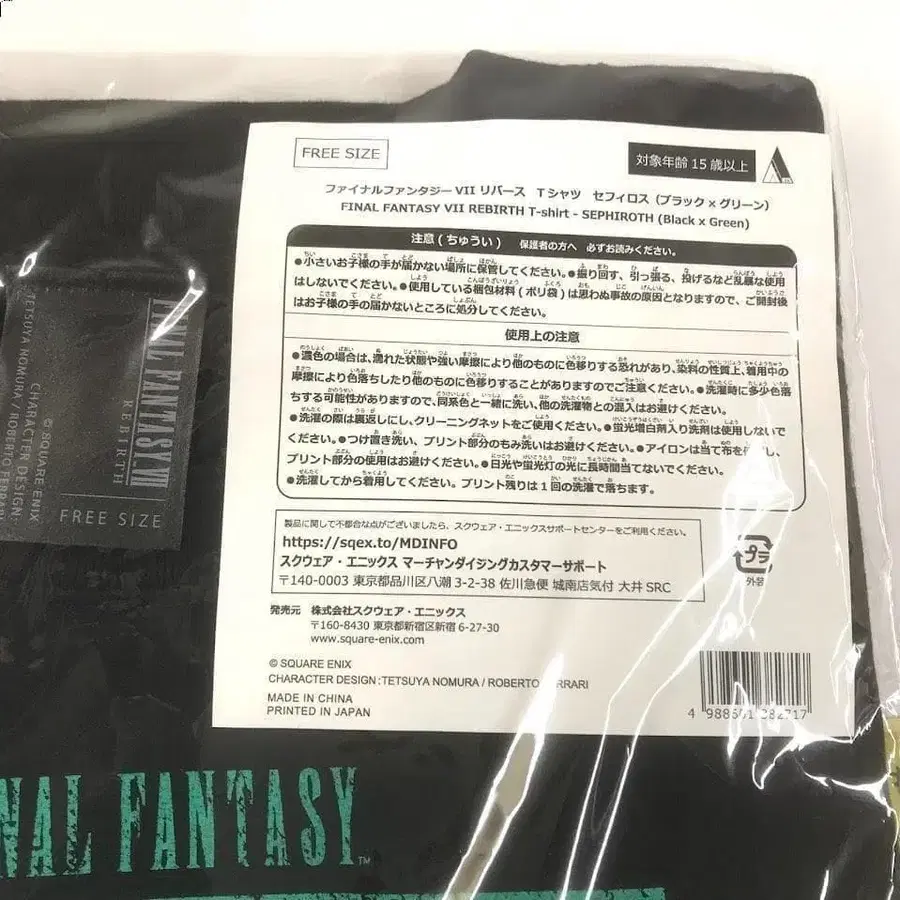 FREE SIZE
対象年齢 15 歳以上
ファイナルファンタジー VII リバース Tシャツ セフィロス (ブラック x グリーン)
FINAL FANTASY VII REBIRTH T-shirt - SEPHIROTH (Black x Green)
注意 (ちゅうい) 保護者の方へ 必ずお読みください。
●小さいお子様の手が届かない場所に保管してください。●振り回す、引っ張る、投げるなど乱暴な使用
はしないでください。●使用している梱包材料 (ポリ袋) は思わぬ事故の原因となりますので、ご開封後
はお子様の手の届かないところに処分してください。
使用上の注意
●濃色の場合は、濡れた状態や強い摩擦により他のものに色移りする恐れがあり、染料の性質上、着用中の
摩擦により色落ちしたり他のものに色移りすることがありますのでご注意ください。●洗濯時に多少色落
ちする可能性がありますので、同系色と一緒に洗い、他の洗濯物との混入はお避けください。
●洗濯の際は裏返しにし、クリーニングネットをご使用ください。●蛍光増白剤入り洗剤は使用しないで
ください。●つけ置き洗い、プリント部分のもみ洗いはお避けください。●アイロンは当て布を使用し、
プリント部分の使用はお避けください。●日光や蛍光灯の光に長時間当てないでください。
●洗濯してから着用してください。プリント残りは 1 回の洗濯で落ちます。
製品に関して不都合な点がございましたら、スクウェア・エニックスサポートセンターをご利用ください。
https://sqex.to/MDINFO
スクウェア・エニックス マーチャンダイジングカスタマーサポート
〒140-0003 東京都品川区八潮 3-2-38 佐川急便 城南店気付 大井 SRC
プラ
外装
発売元 株式会社スクウェア・エニックス
〒160-8430 東京都新宿区新宿 6-27-30
www.square-enix.com
© SQUARE ENIX
CHARACTER DESIGN : TETSUYA NOMURA / ROBERTO FERRARI
MADE IN CHINA
PRINTED IN JAPAN
4 988601 382717
FINAL FANTASY VII
REBIRTH
FREE SIZE
© SQUARE ENIX
CHARACTER DESIGN:
TETSUYA NOMURA / ROBERTO FERRARI
NAL FANTASY
TM